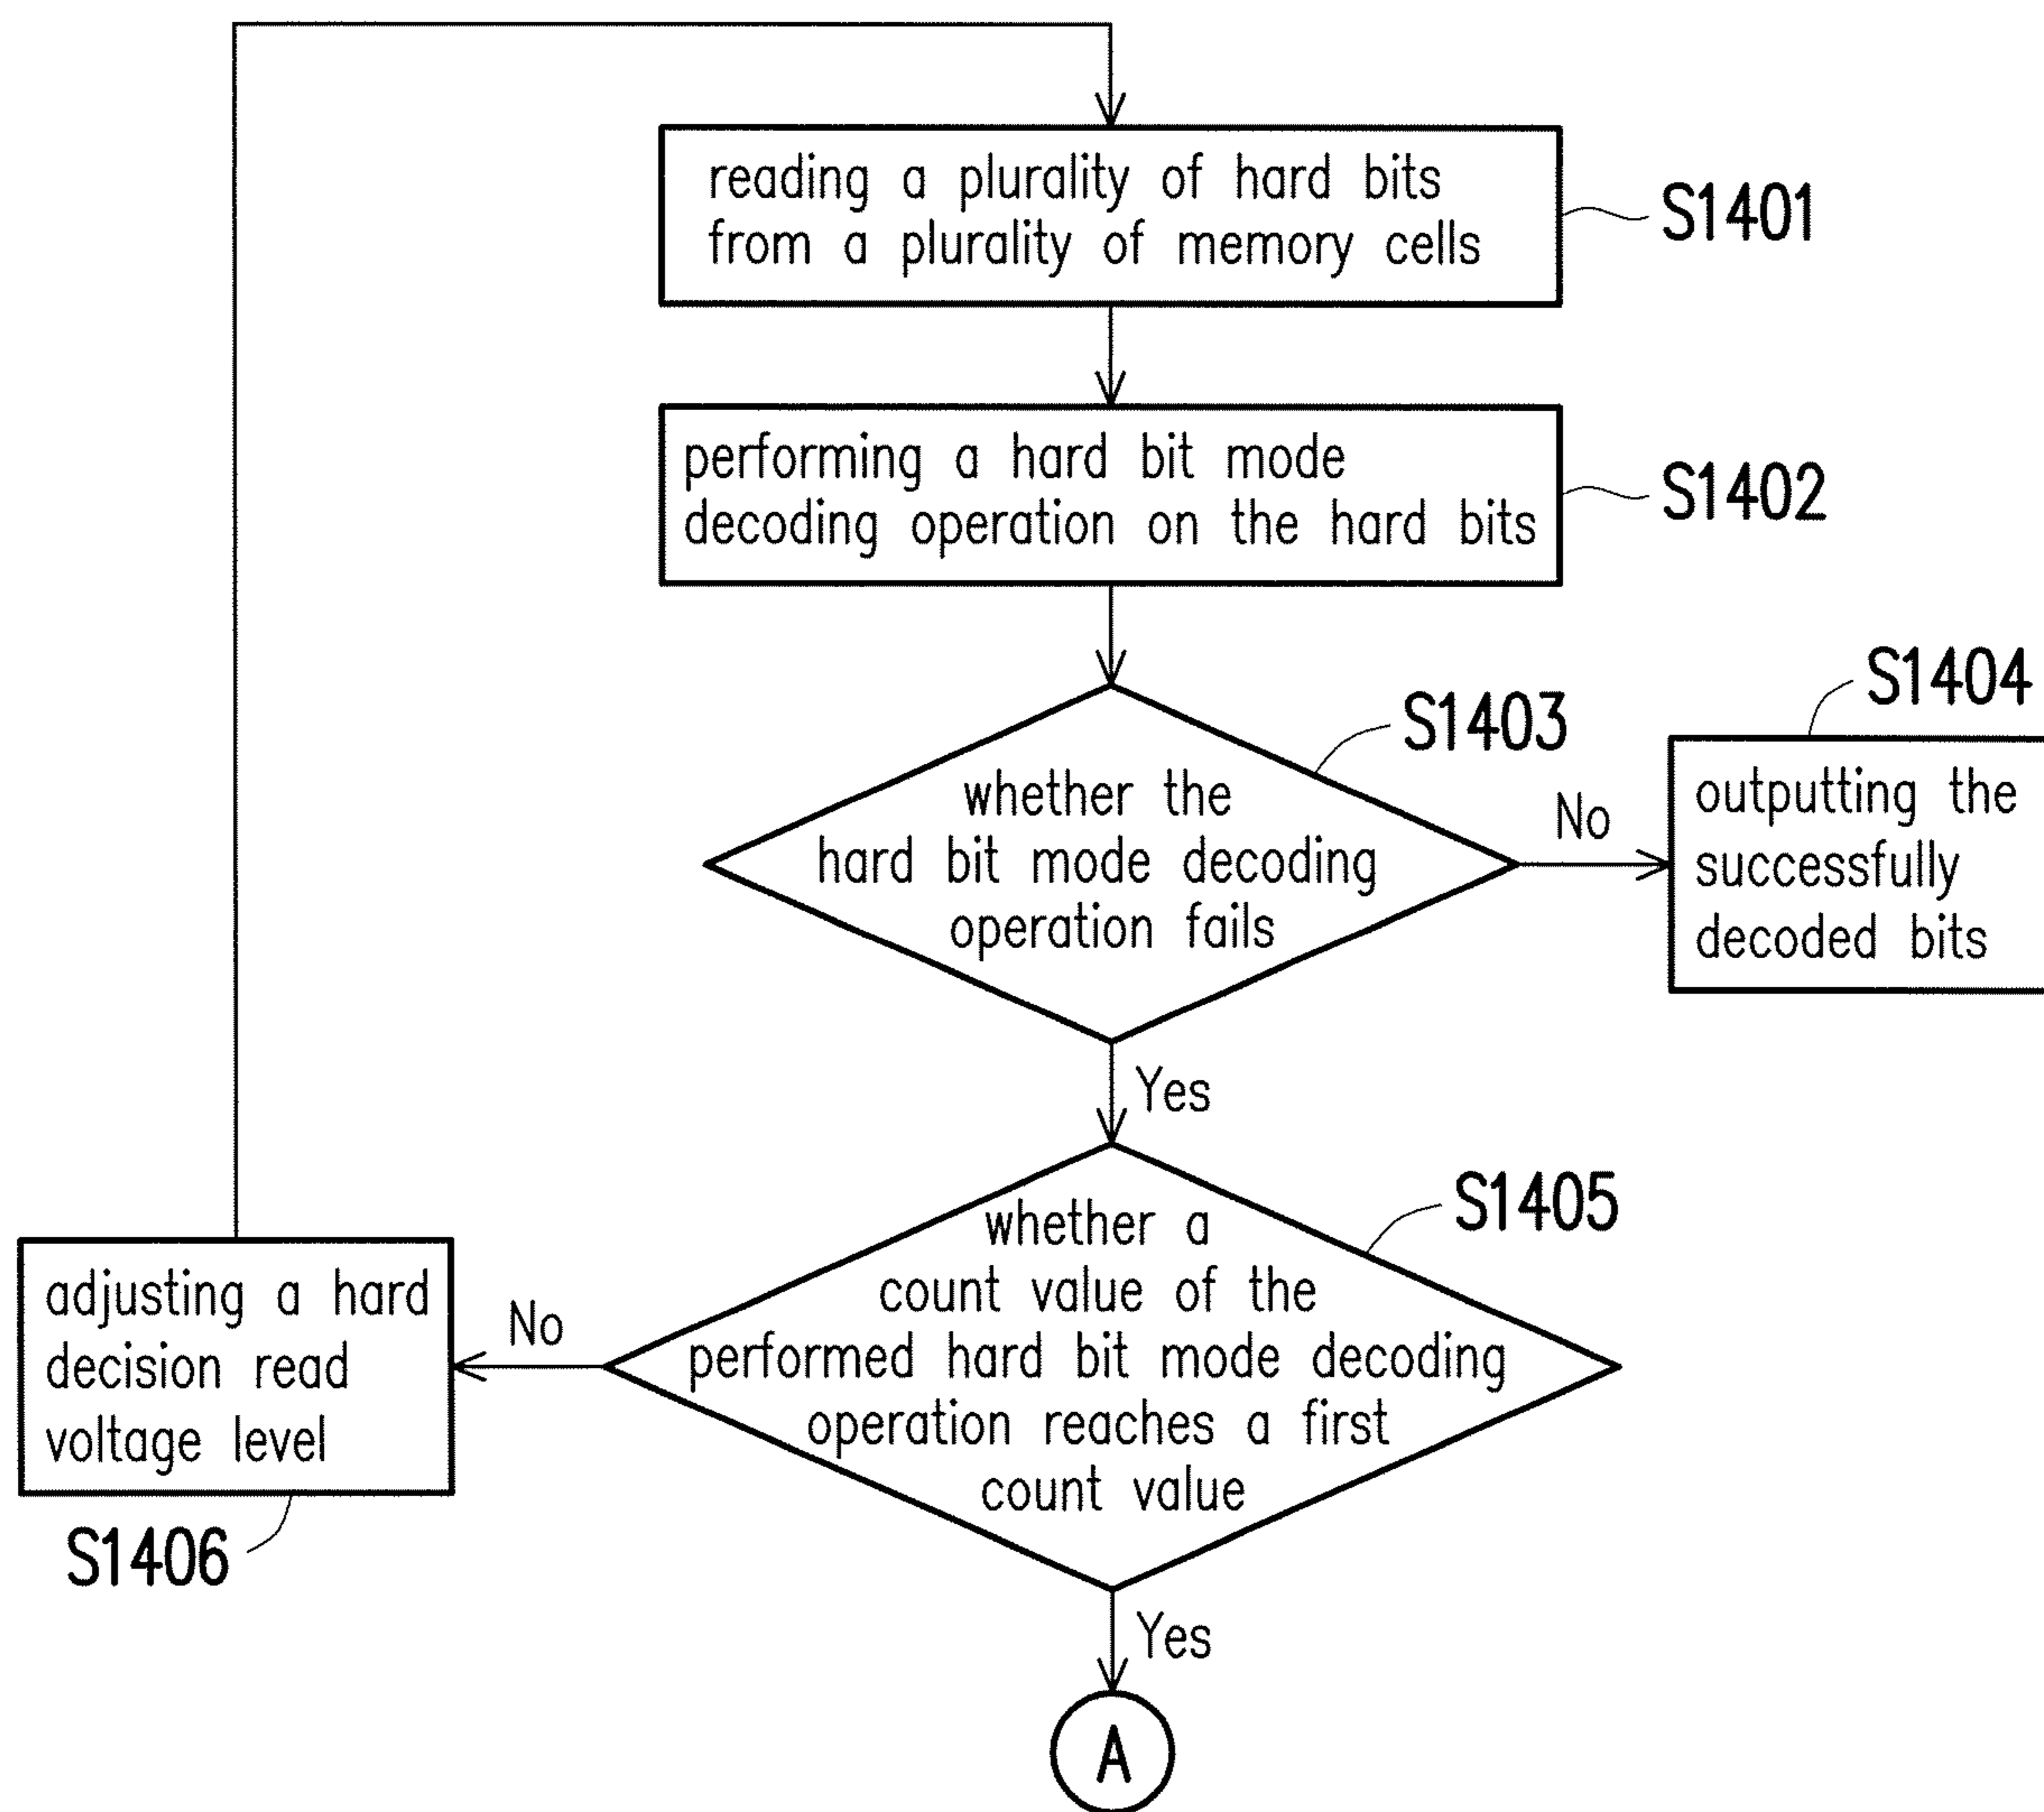 reading a plurality of hard bits
from a plurality of memory cells
S1401
performing a hard bit mode
decoding operation on the hard bits
S1402
S1403
whether the
hard bit mode decoding
operation fails
No
S1404
outputting the
successfully
decoded bits
Yes
S1405
whether a
count value of the
performed hard bit mode decoding
operation reaches a first
count value
No
adjusting a hard
decision read
voltage level
S1406
Yes
A